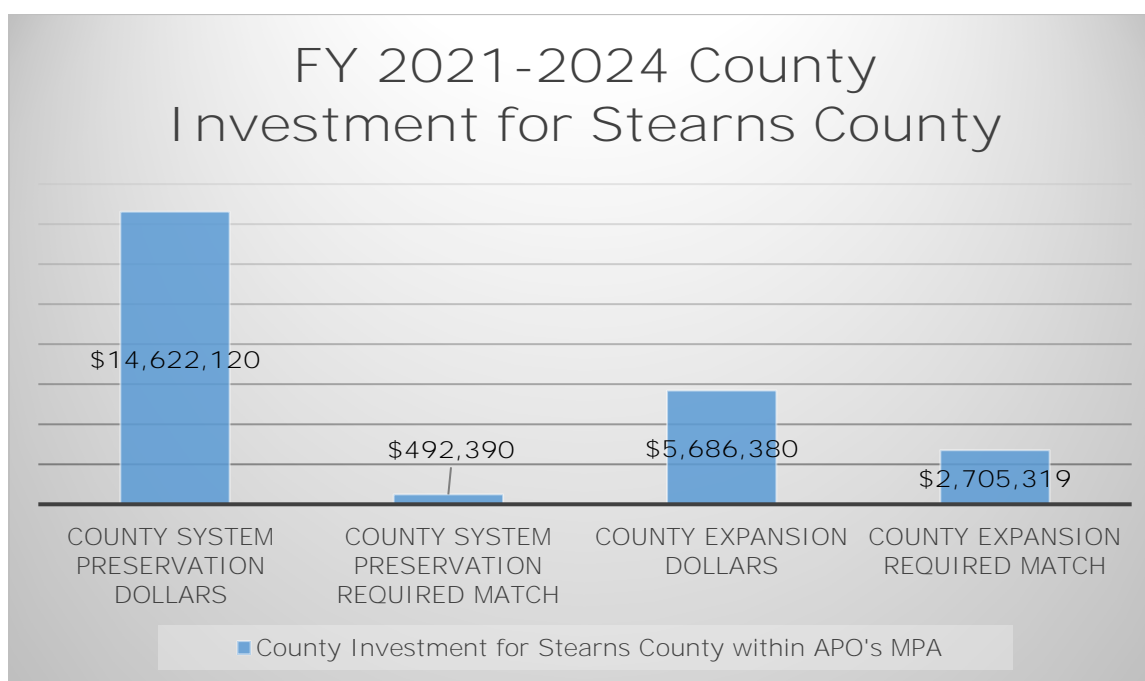 FY 2021-2024 County
Investment for Stearns County
$14,622,120
$492,390
$5,686,380
$2,705,319
COUNTY SYSTEM
PRESERVATION
DOLLARS
COUNTY SYSTEM
PRESERVATION
REQUIRED MATCH
COUNTY EXPANSION
DOLLARS
COUNTY EXPANSION
REQUIRED MATCH
County Investment for Stearns County within APO's MPA